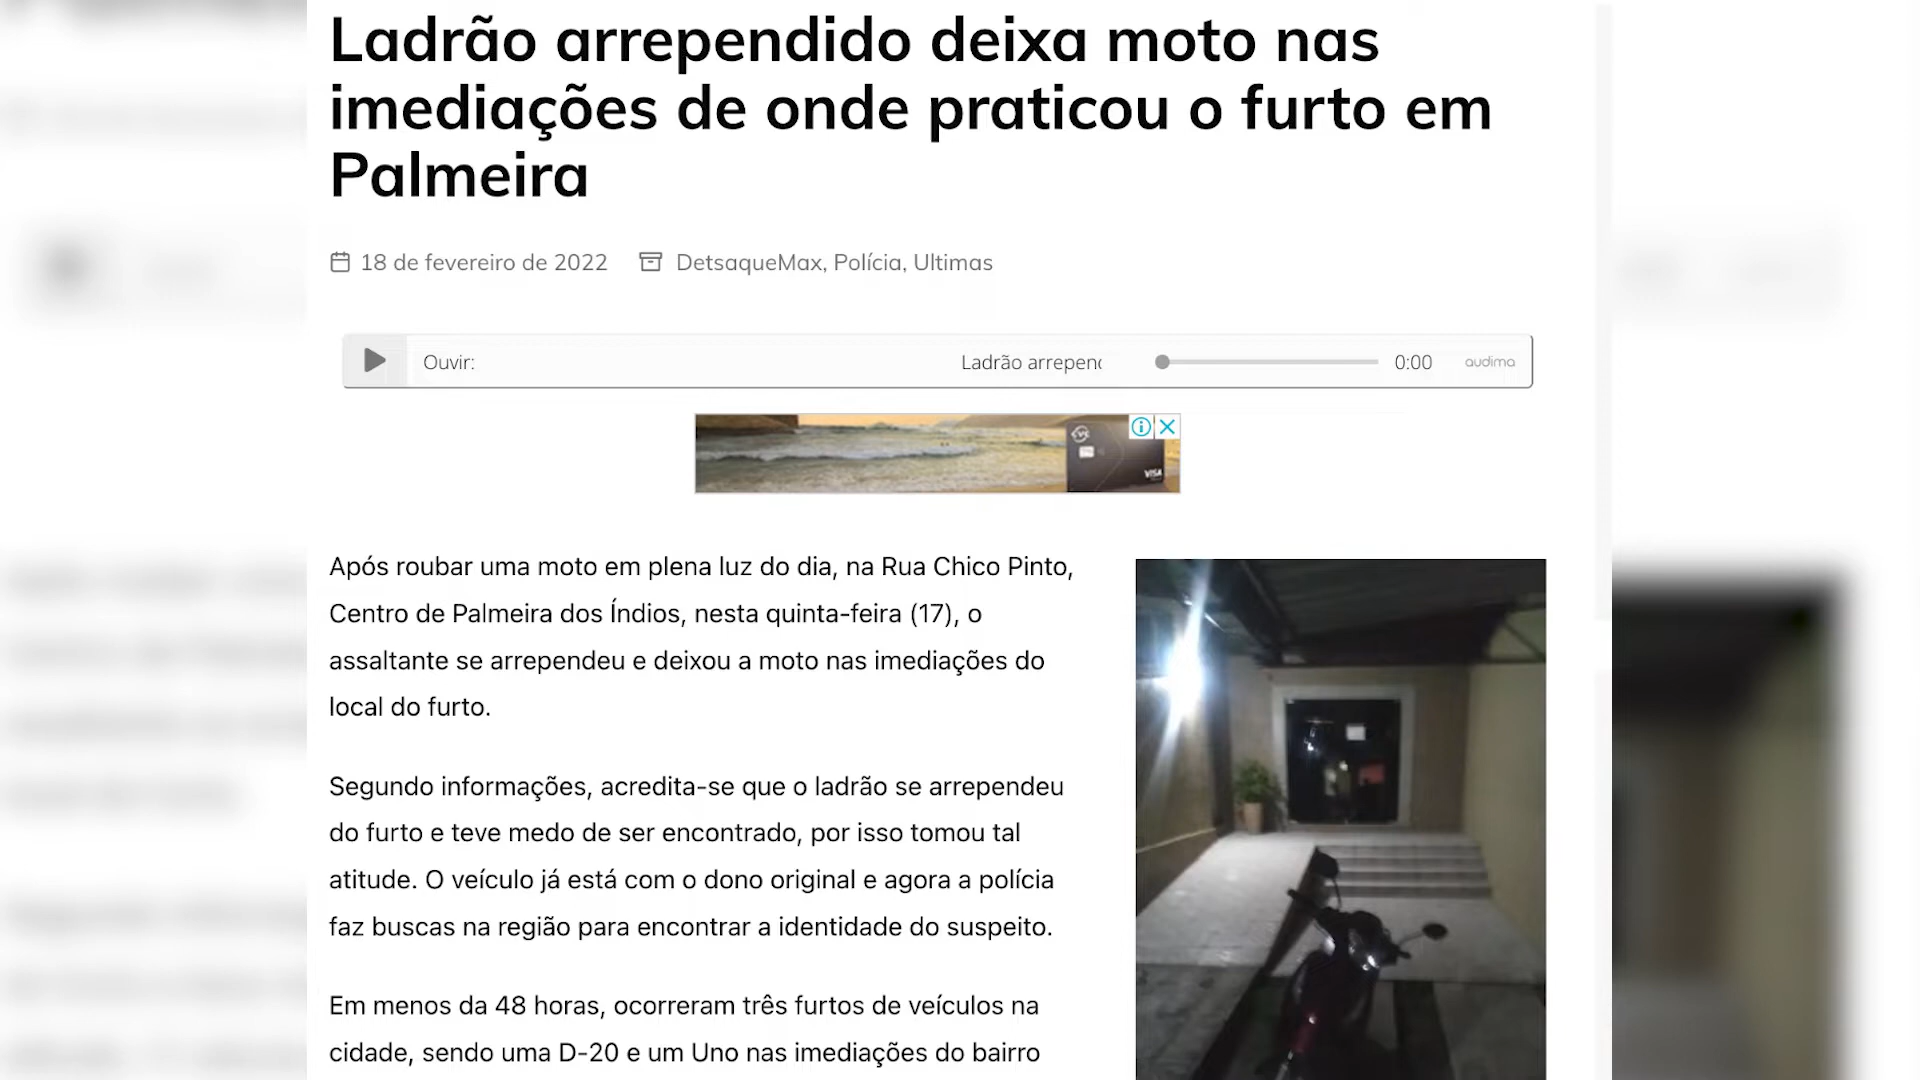 Ladrão arrependido deixa moto nas
imediações de onde praticou o furto em
Palmeira
18 de fevereiro de 2022 DetsaqueMax, Polícia, Ultimas
Ouvir: Ladrão arrepend 0:00 audima
VISA
Após roubar uma moto em plena luz do dia, na Rua Chico Pinto,
Centro de Palmeira dos Índios, nesta quinta-feira (17), o
assaltante se arrependeu e deixou a moto nas imediações do
local do furto.
Segundo informações, acredita-se que o ladrão se arrependeu
do furto e teve medo de ser encontrado, por isso tomou tal
atitude. O veículo já está com o dono original e agora a polícia
faz buscas na região para encontrar a identidade do suspeito.
Em menos da 48 horas, ocorreram três furtos de veículos na
cidade, sendo uma D-20 e um Uno nas imediações do bairro